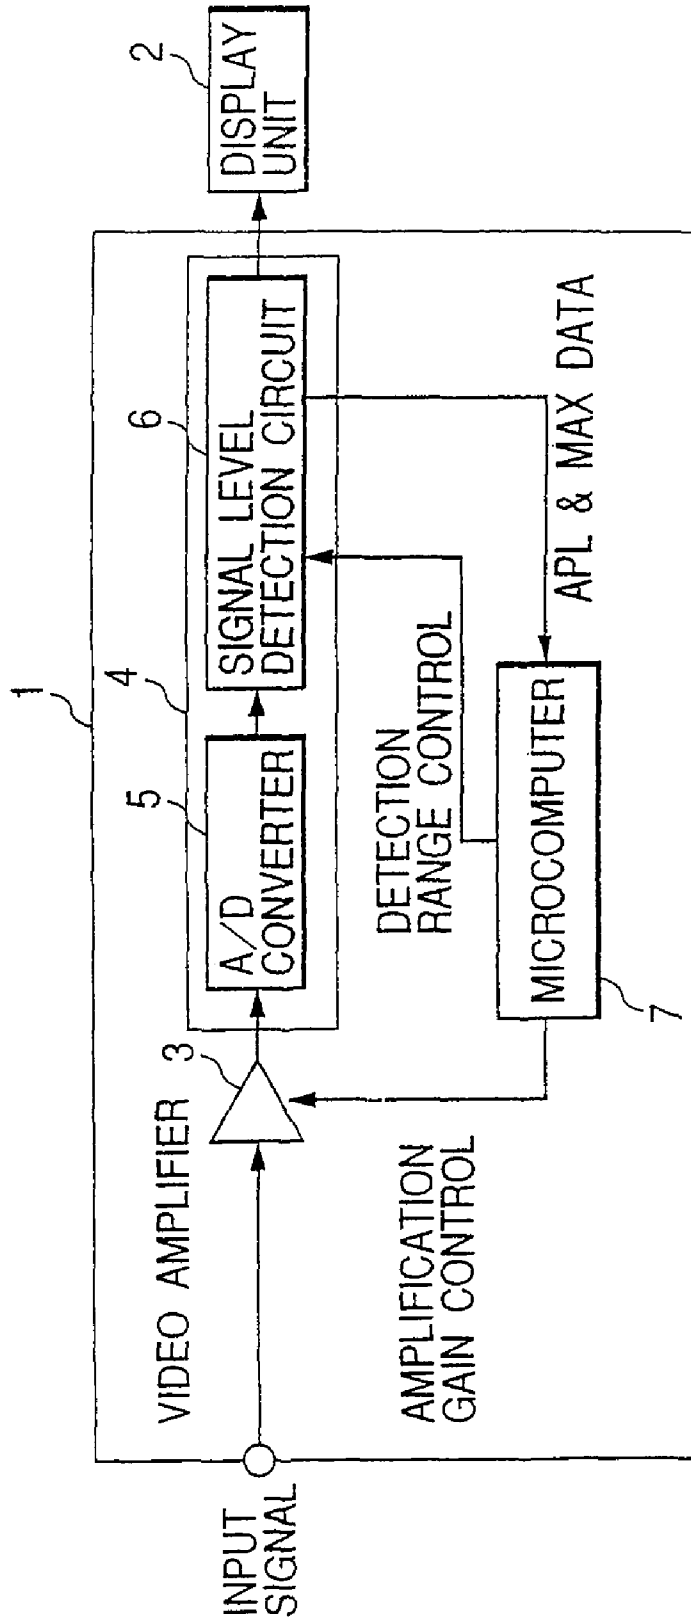 1
4
2
VIDEO AMPLIFIER
3
5
6
INPUT
SIGNAL
A/D
CONVERTER
SIGNAL LEVEL
DETECTION CIRCUIT
DISPLAY
UNIT
AMPLIFICATION
GAIN CONTROL
DETECTION
RANGE CONTROL
MICROCOMPUTER
7
APL & MAX DATA